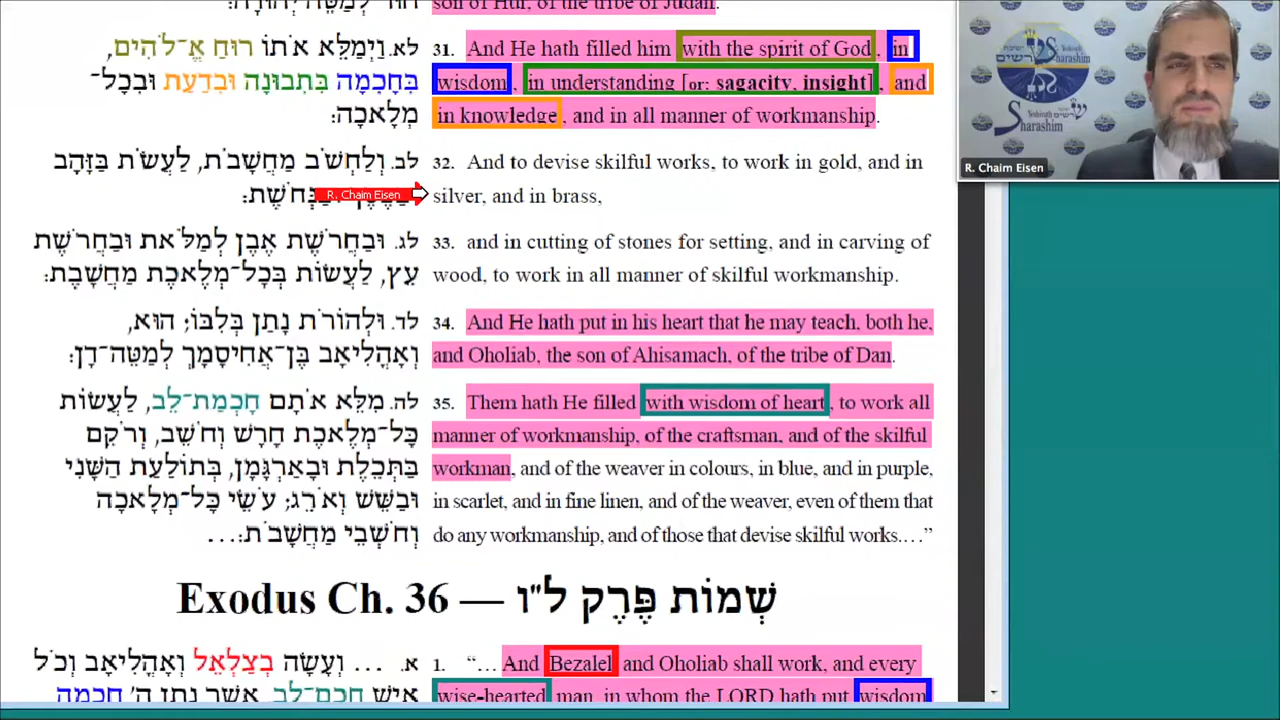 חוּר לְמַטֵּה יְהוּדָה:
son of Hur, of the tribe of Judah.
לא. וַיְמַלֵּא אֹתוֹ רוּחַ אֱ־לֹהִים,
בְּחָכְמָה בִּתְבוּנָה וּבְדַעַת וּבְכָל־
מְלָאכָה:
31. And He hath filled him with the spirit of God, in
wisdom, in understanding [or: sagacity, insight], and
in knowledge, and in all manner of workmanship.
לב. וְלַחְשֹׁב מַחֲשָׁבֹת, לַעֲשֹׂת בַּזָּהָב
R. Chaim Eisen
32. And to devise skilful works, to work in gold, and in
silver, and in brass,
לג. וּבַחֲרֹשֶׁת אֶבֶן לְמַלֹּאת וּבַחֲרֹשֶׁת
עֵץ, לַעֲשׂוֹת בְּכָל־מְלֶאכֶת מַחֲשָׁבֶת:
33. and in cutting of stones for setting, and in carving of
wood, to work in all manner of skilful workmanship.
לד. וּלְהוֹרֹת נָתַן בְּלִבּוֹ; הוּא,
וְאָהֳלִיאָב בֶּן־אֲחִיסָמָךְ לְמַטֵּה־דָן:
34. And He hath put in his heart that he may teach, both he,
and Oholiab, the son of Ahisamach, of the tribe of Dan.
לה. מִלֵּא אֹתָם חָכְמַת־לֵב, לַעֲשׂוֹת
כָּל־מְלֶאכֶת חָרָשׁ וְחֹשֵׁב, וְרֹקֵם
בַּתְּכֵלֶת וּבָאַרְגָּמָן, בְּתוֹלַעַת הַשָּׁנִי
וּבַשֵּׁשׁ וְאֹרֵג; עֹשֵׂי כָּל־מְלָאכָה
וְחֹשְׁבֵי מַחֲשָׁבֹת:...
35. Them hath He filled with wisdom of heart, to work all
manner of workmanship, of the craftsman, and of the skilful
workman, and of the weaver in colours, in blue, and in purple,
in scarlet, and in fine linen, and of the weaver, even of them that
do any workmanship, and of those that devise skilful works.…”
Exodus Ch. 36 — שְׁמוֹת פֶּרֶק ל"ו
א. ... וְעָשָׂה בְצַלְאֵל וְאָהֳלִיאָב וְכֹל
אִישׁ חֲכַם־לֵב, אֲשֶׁר נָתַן ה' חָכְמָה
1. “… And Bezalel and Oholiab shall work, and every
wise-hearted man, in whom the LORD hath put wisdom
Yeshivath
Sharashim
R. Chaim Eisen